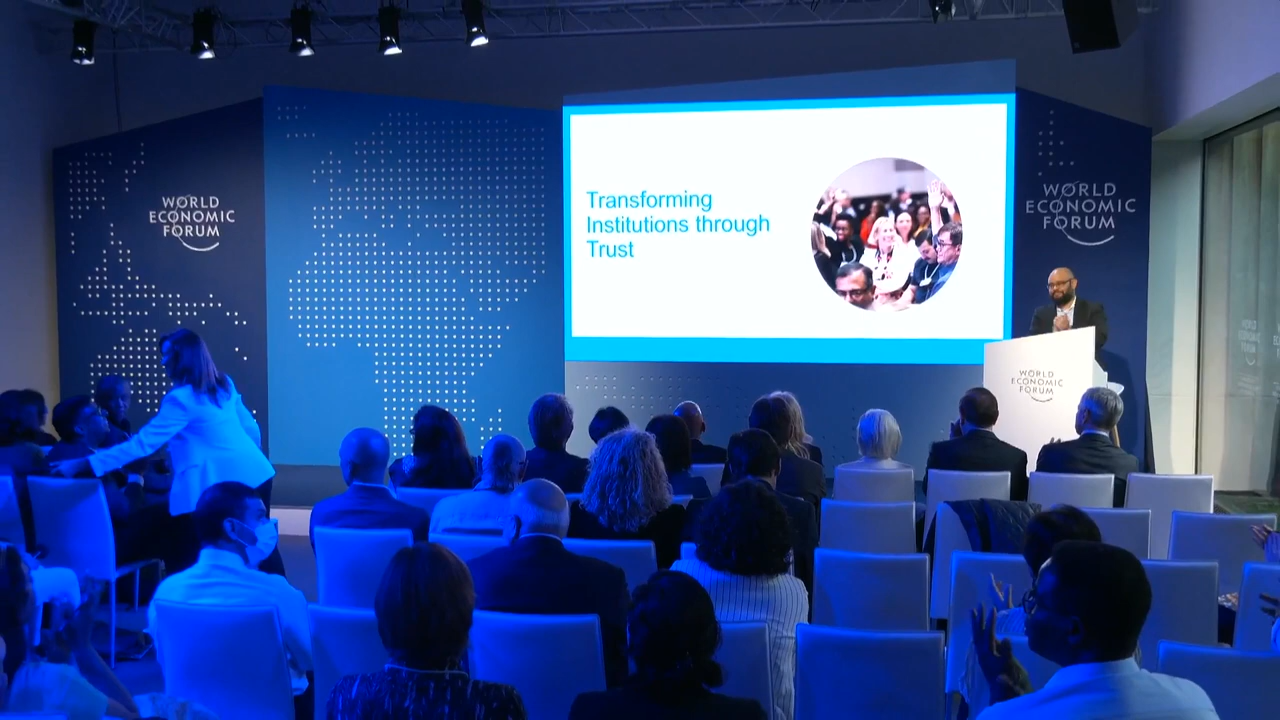 WORLD
ECONOMIC
FORUM
Transforming
Institutions through
Trust
WORLD
ECONOMIC
FORUM
WORLD
ECONOMIC
FORUM